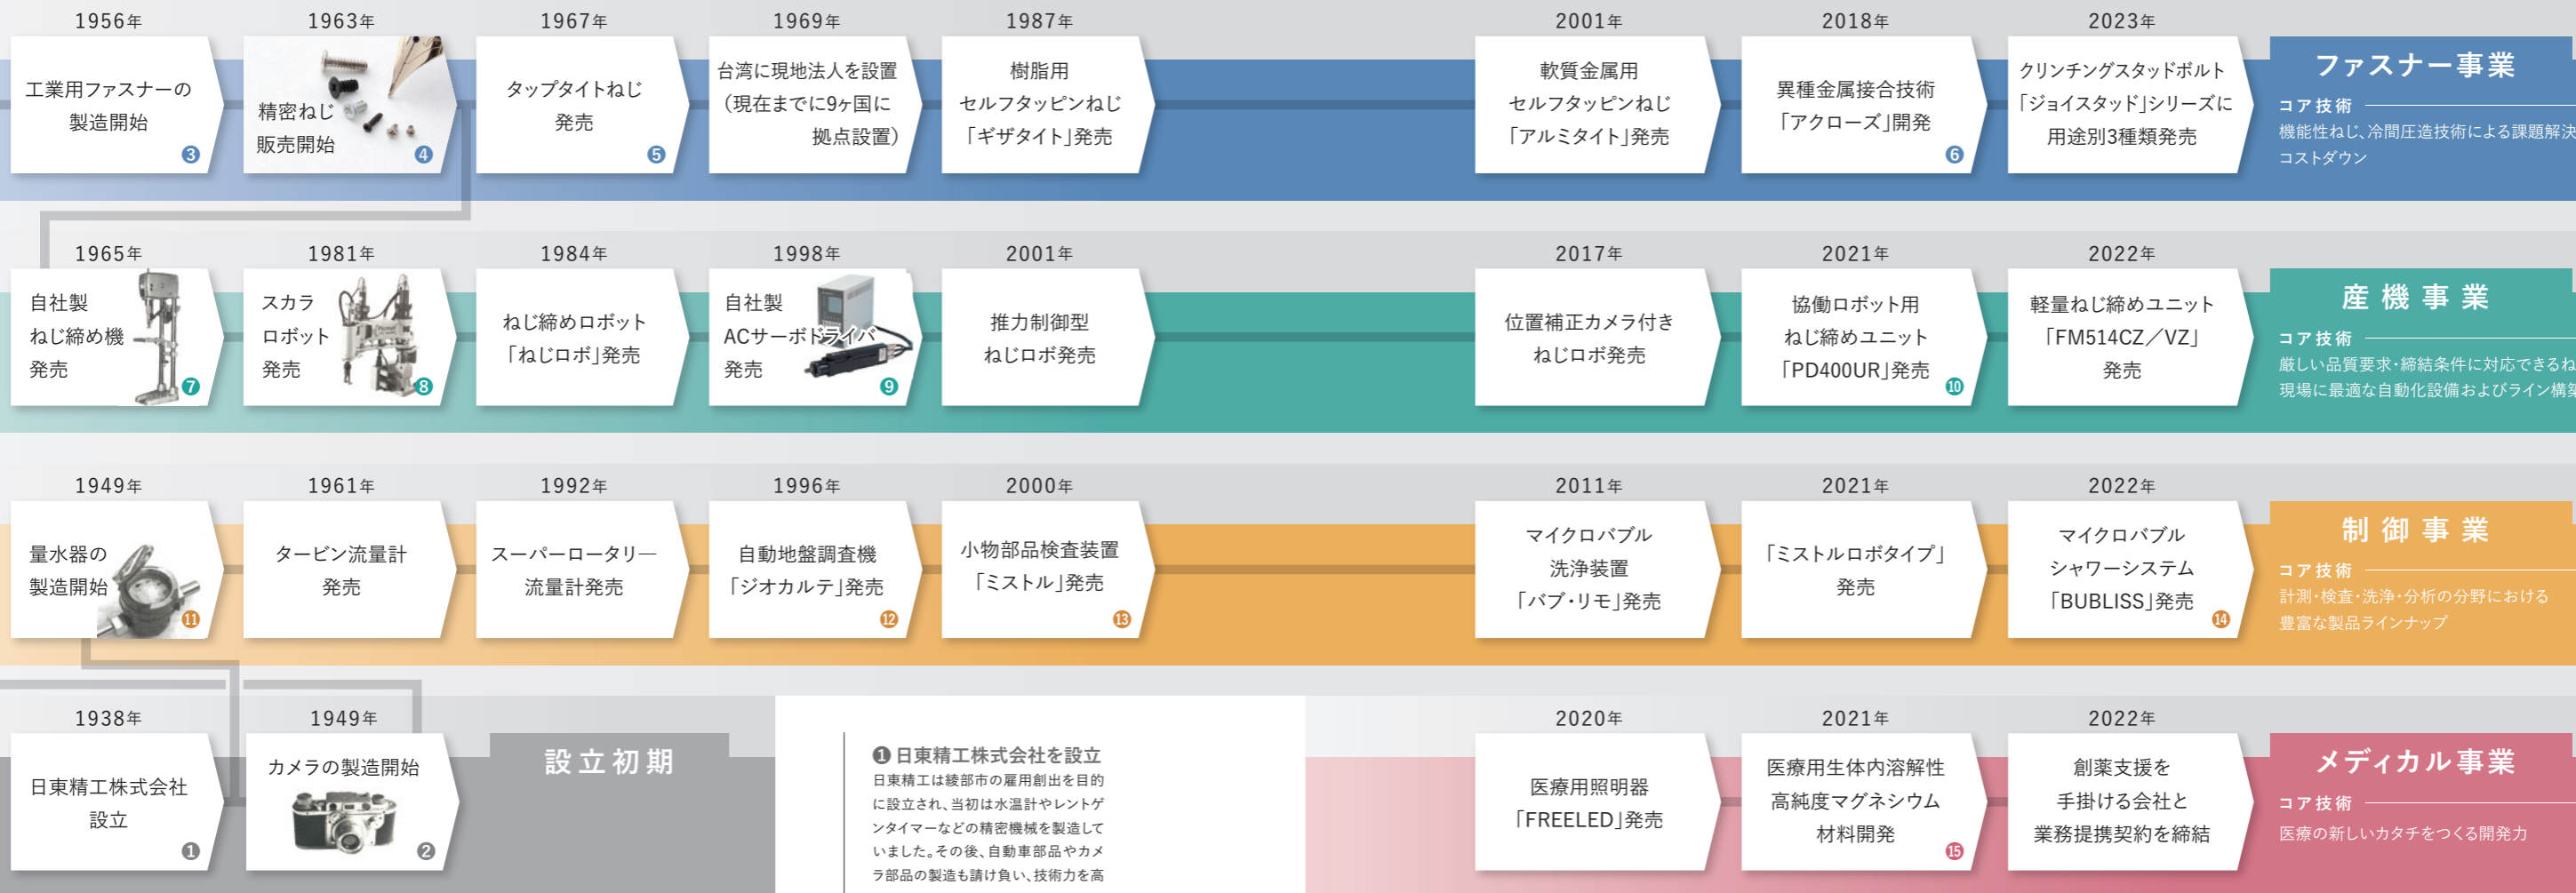 1956年
工業用ファスナーの
製造開始
❸
1963年
精密ねじ
販売開始
❹
1967年
タップタイトねじ
発売
❺
1969年
台湾に現地法人を設置
(現在までに9ヶ国に
拠点設置)
1987年
樹脂用
セルフタッピンねじ
「ギザタイト」発売
2001年
軟質金属用
セルフタッピンねじ
「アルミタイト」発売
2018年
異種金属接合技術
「アクローズ」開発
❻
2023年
クリンチングスタッドボルト
「ジョイスタッド」シリーズに
用途別3種類発売
ファスナー事業
コア技術
機能性ねじ、冷間圧造技術による課題解決
コストダウン
1965年
自社製
ねじ締め機
発売
❼
1981年
スカラ
ロボット
発売
❽
1984年
ねじ締めロボット
「ねじロボ」発売
1998年
自社製
ACサーボドライバ
発売
❾
2001年
推力制御型
ねじロボ発売
2017年
位置補正カメラ付き
ねじロボ発売
2021年
協働ロボット用
ねじ締めユニット
「PD400UR」発売
❿
2022年
軽量ねじ締めユニット
「FM514CZ/VZ」
発売
産機事業
コア技術
厳しい品質要求・締結条件に対応できるね
現場に最適な自動化設備およびライン構築
1949年
量水器の
製造開始
⓫
1961年
タービン流量計
発売
1992年
スーパーロータリー
流量計発売
1996年
自動地盤調査機
「ジオカルテ」発売
⓬
2000年
小物部品検査装置
「ミストル」発売
⓭
2011年
マイクロバブル
洗浄装置
「バブ・リモ」発売
2021年
「ミストルロボタイプ」
発売
2022年
マイクロバブル
シャワーシステム
「BUBLISS」発売
⓮
制御事業
コア技術
計測・検査・洗浄・分析の分野における
豊富な製品ラインナップ
1938年
日東精工株式会社
設立
❶
1949年
カメラの製造開始
❷
設立初期
❶ 日東精工株式会社を設立
日東精工は綾部市の雇用創出を目的
に設立され、当初は水温計やレントゲ
ンタイマーなどの精密機械を製造して
いました。その後、自動車部品やカメ
ラ部品の製造も請け負い、技術力を高
2020年
医療用照明器
「FREELED」発売
2021年
医療用生体内溶解性
高純度マグネシウム
材料開発
⓯
2022年
創薬支援を
手掛ける会社と
業務提携契約を締結
メディカル事業
コア技術
医療の新しいカタチをつくる開発力